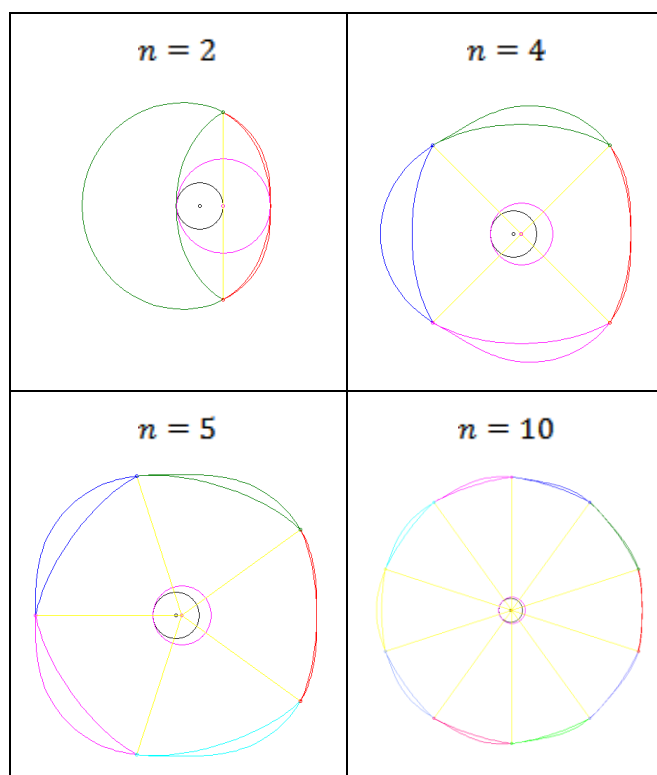 n = 2
n = 4
n = 5
n = 10